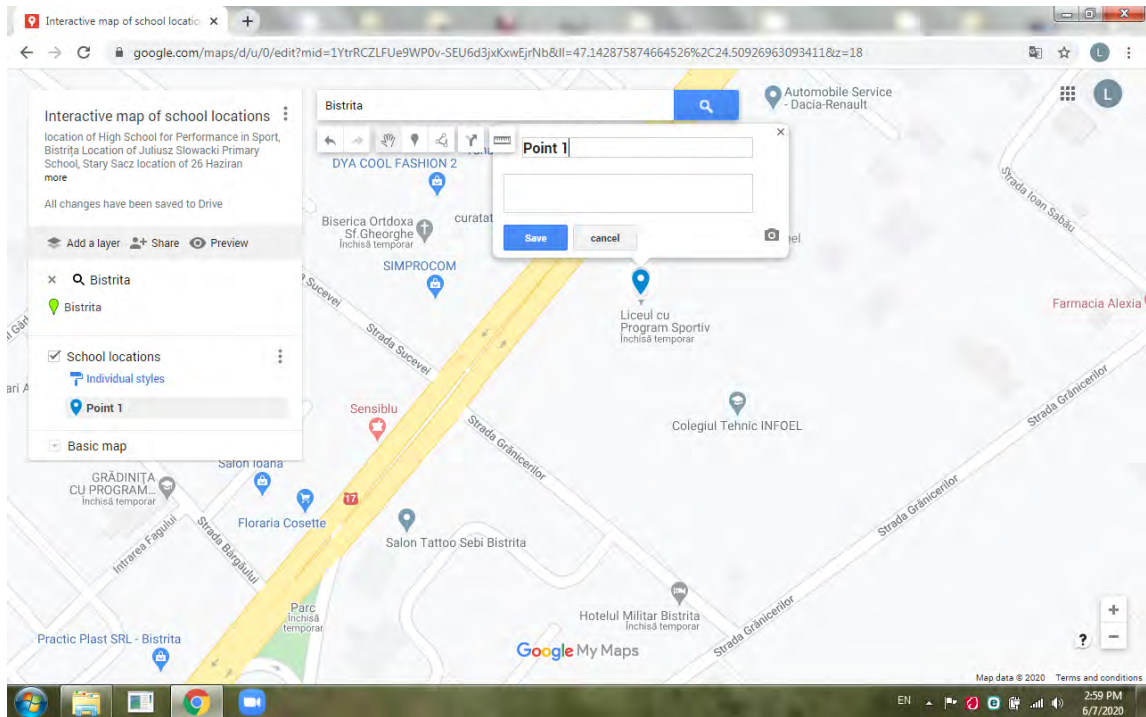 Interactive map of school locatio
google.com/maps/d/u/0/edit?mid=1YtrRCZLFUe9WP0v-SEU6d3jxKxwEjrNb&ll=47.142875874664526%2C24.50926963093411&z=18
L
Interactive map of school locations
location of High School for Performance in Sport,
Bistrița Location of Juliusz Slowacki Primary
School, Stary Sacz location of 26 Haziran
more
All changes have been saved to Drive
Add a layer
Share
Preview
Bistrita
Bistrita
School locations
Individual styles
Point 1
Basic map
Bistrita
Point 1
Save
cancel
Automobile Service
- Dacia-Renault
L
DYA COOL FASHION 2
Biserica Ortdoxa
Sf.Gheorghe
Închisă temporar
curatat
SIMPROCOM
Strada Ioan Sabău
Liceul cu
Program Sportiv
Închisă temporar
Farmacia Alexia
Sucevei
Strada Sucevei
Sensiblu
Strada Grănicerilor
Colegiul Tehnic INFOEL
Strada Grănicerilor
Salon Ioana
GRĂDINIȚA
CU PROGRAM...
Închisă temporar
17
Floraria Cosette
Salon Tattoo Sebi Bistrita
Strada Grănicerilor
Intrarea Fagului
Strada Bârgăului
Parc
Închisă
temporar
Hotelul Militar Bistrita
Închisă temporar
Strada Grănicerilor
Practic Plast SRL - Bistrita
Google My Maps
Map data © 2020
Terms and conditions
EN
2:59 PM
6/7/2020